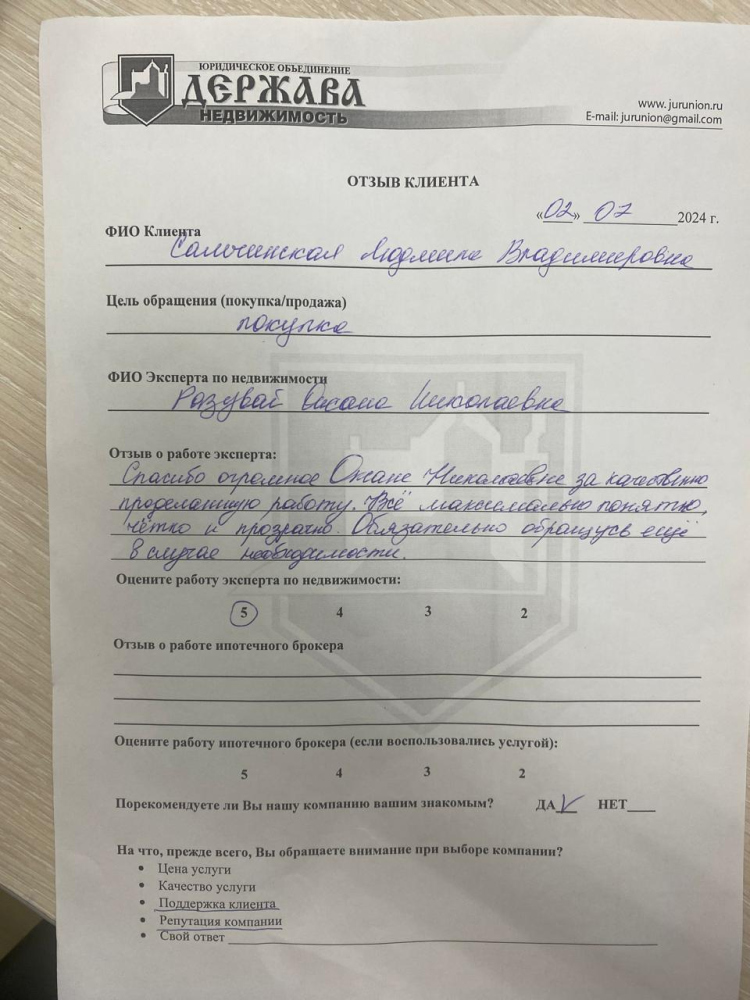 ЮРИДИЧЕСКОЕ ОБЪЕДИНЕНИЕ
ДЕРЖАВА
НЕДВИЖИМОСТЬ
www.jurunion.ru
E-mail: jurunion@gmail.com
ОТЗЫВ КЛИЕНТА
«02» 07 2024 г.
ФИО Клиента
Людмила Владимировна
Цель обращения (покупка/продажа)
покупка
ФИО Эксперта по недвижимости
Разувай Оксана Николаевна
Отзыв о работе эксперта:
Спасибо огромное Оксане Николаевне за качественно
проделанную работу. Всё максимально понятно,
чётко и прозрачно. Обязательно обращусь ещё
в случае необходимости.
Оцените работу эксперта по недвижимости:
5 4 3 2
Отзыв о работе ипотечного брокера
Оцените работу ипотечного брокера (если воспользовались услугой):
5 4 3 2
Порекомендуете ли Вы нашу компанию вашим знакомым? ДА НЕТ
На что, прежде всего, Вы обращаете внимание при выборе компании?
• Цена услуги
• Качество услуги
• Поддержка клиента
• Репутация компании
• Свой ответ